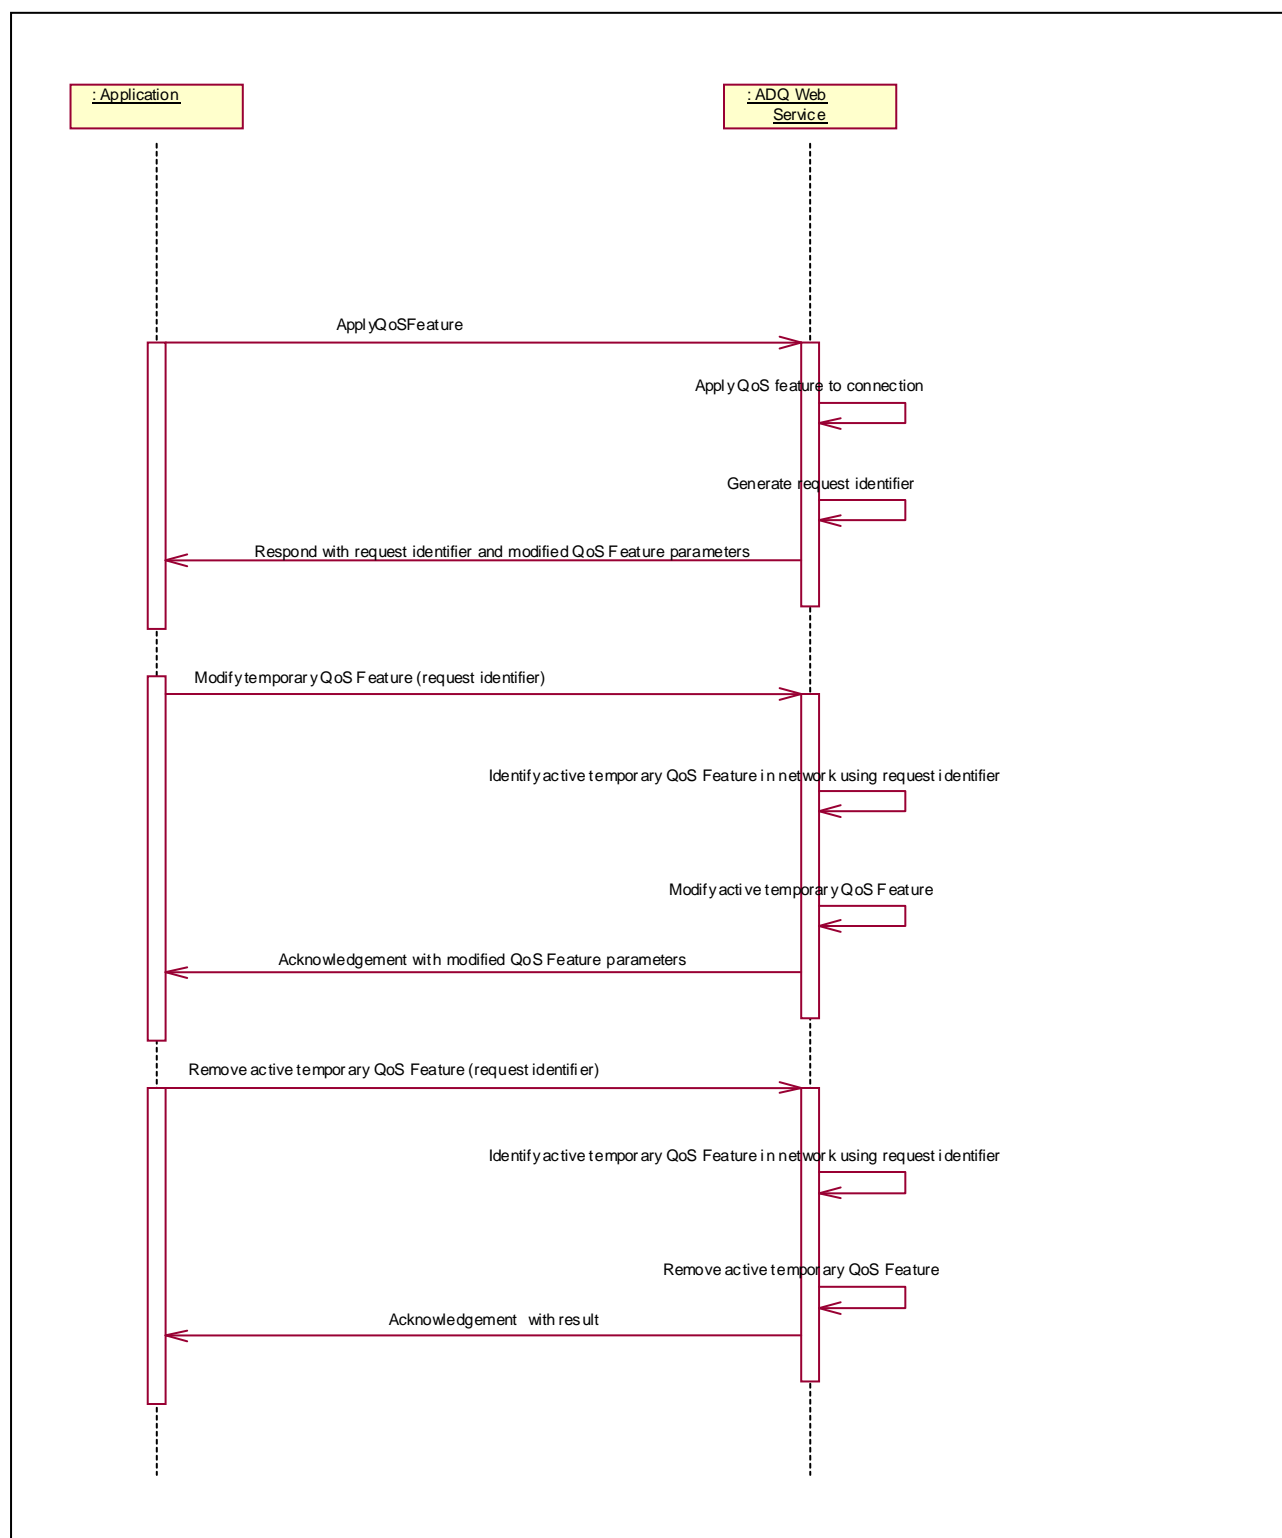 : Application
: ADQ Web
Service
ApplyQoSFeature
Apply QoS feature to connection
Generate request identifier
Respond with request identifier and modified QoS Feature parameters
Modify temporary QoS Feature (request identifier)
Identify active temporary QoS Feature in network using request identifier
Modify active temporary QoS Feature
Acknowledgement with modified QoS Feature parameters
Remove active temporary QoS Feature (request identifier)
Identify active temporary QoS Feature in network using request identifier
Remove active temporary QoS Feature
Acknowledgement with result